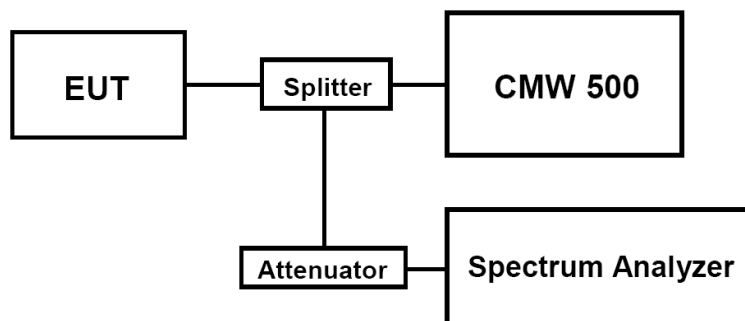 EUT
Splitter
CMW 500
Attenuator
Spectrum Analyzer